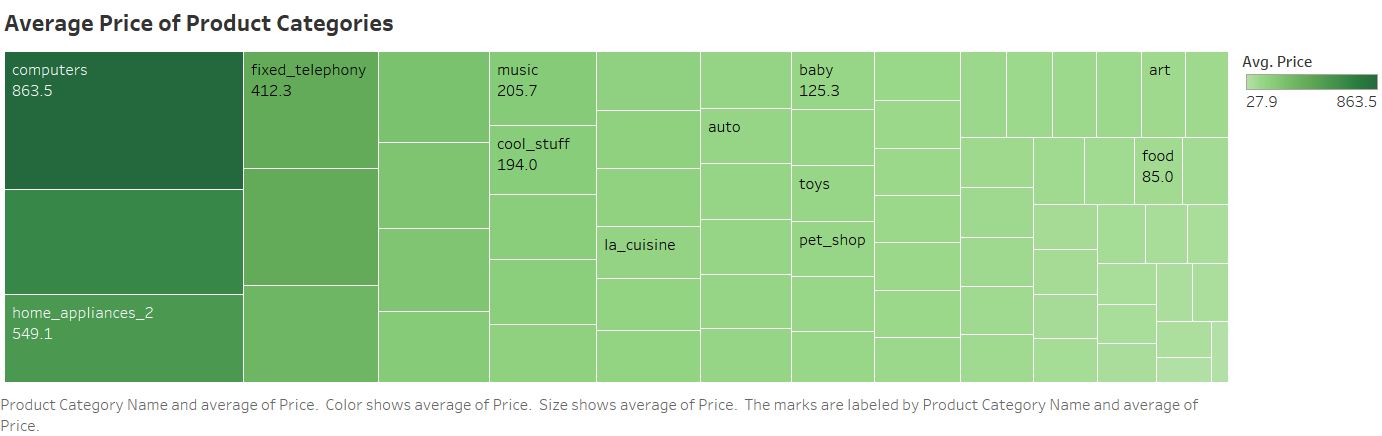 Average Price of Product Categories
computers
863.5
home_appliances_2
549.1
fixed_telephony
412.3
music
205.7
cool_stuff
194.0
la_cuisine
auto
baby
125.3
toys
pet_shop
art
food
85.0
Avg. Price
27.9 863.5
Product Category Name and average of Price. Color shows average of Price. Size shows average of Price. The marks are labeled by Product Category Name and average of
Price.